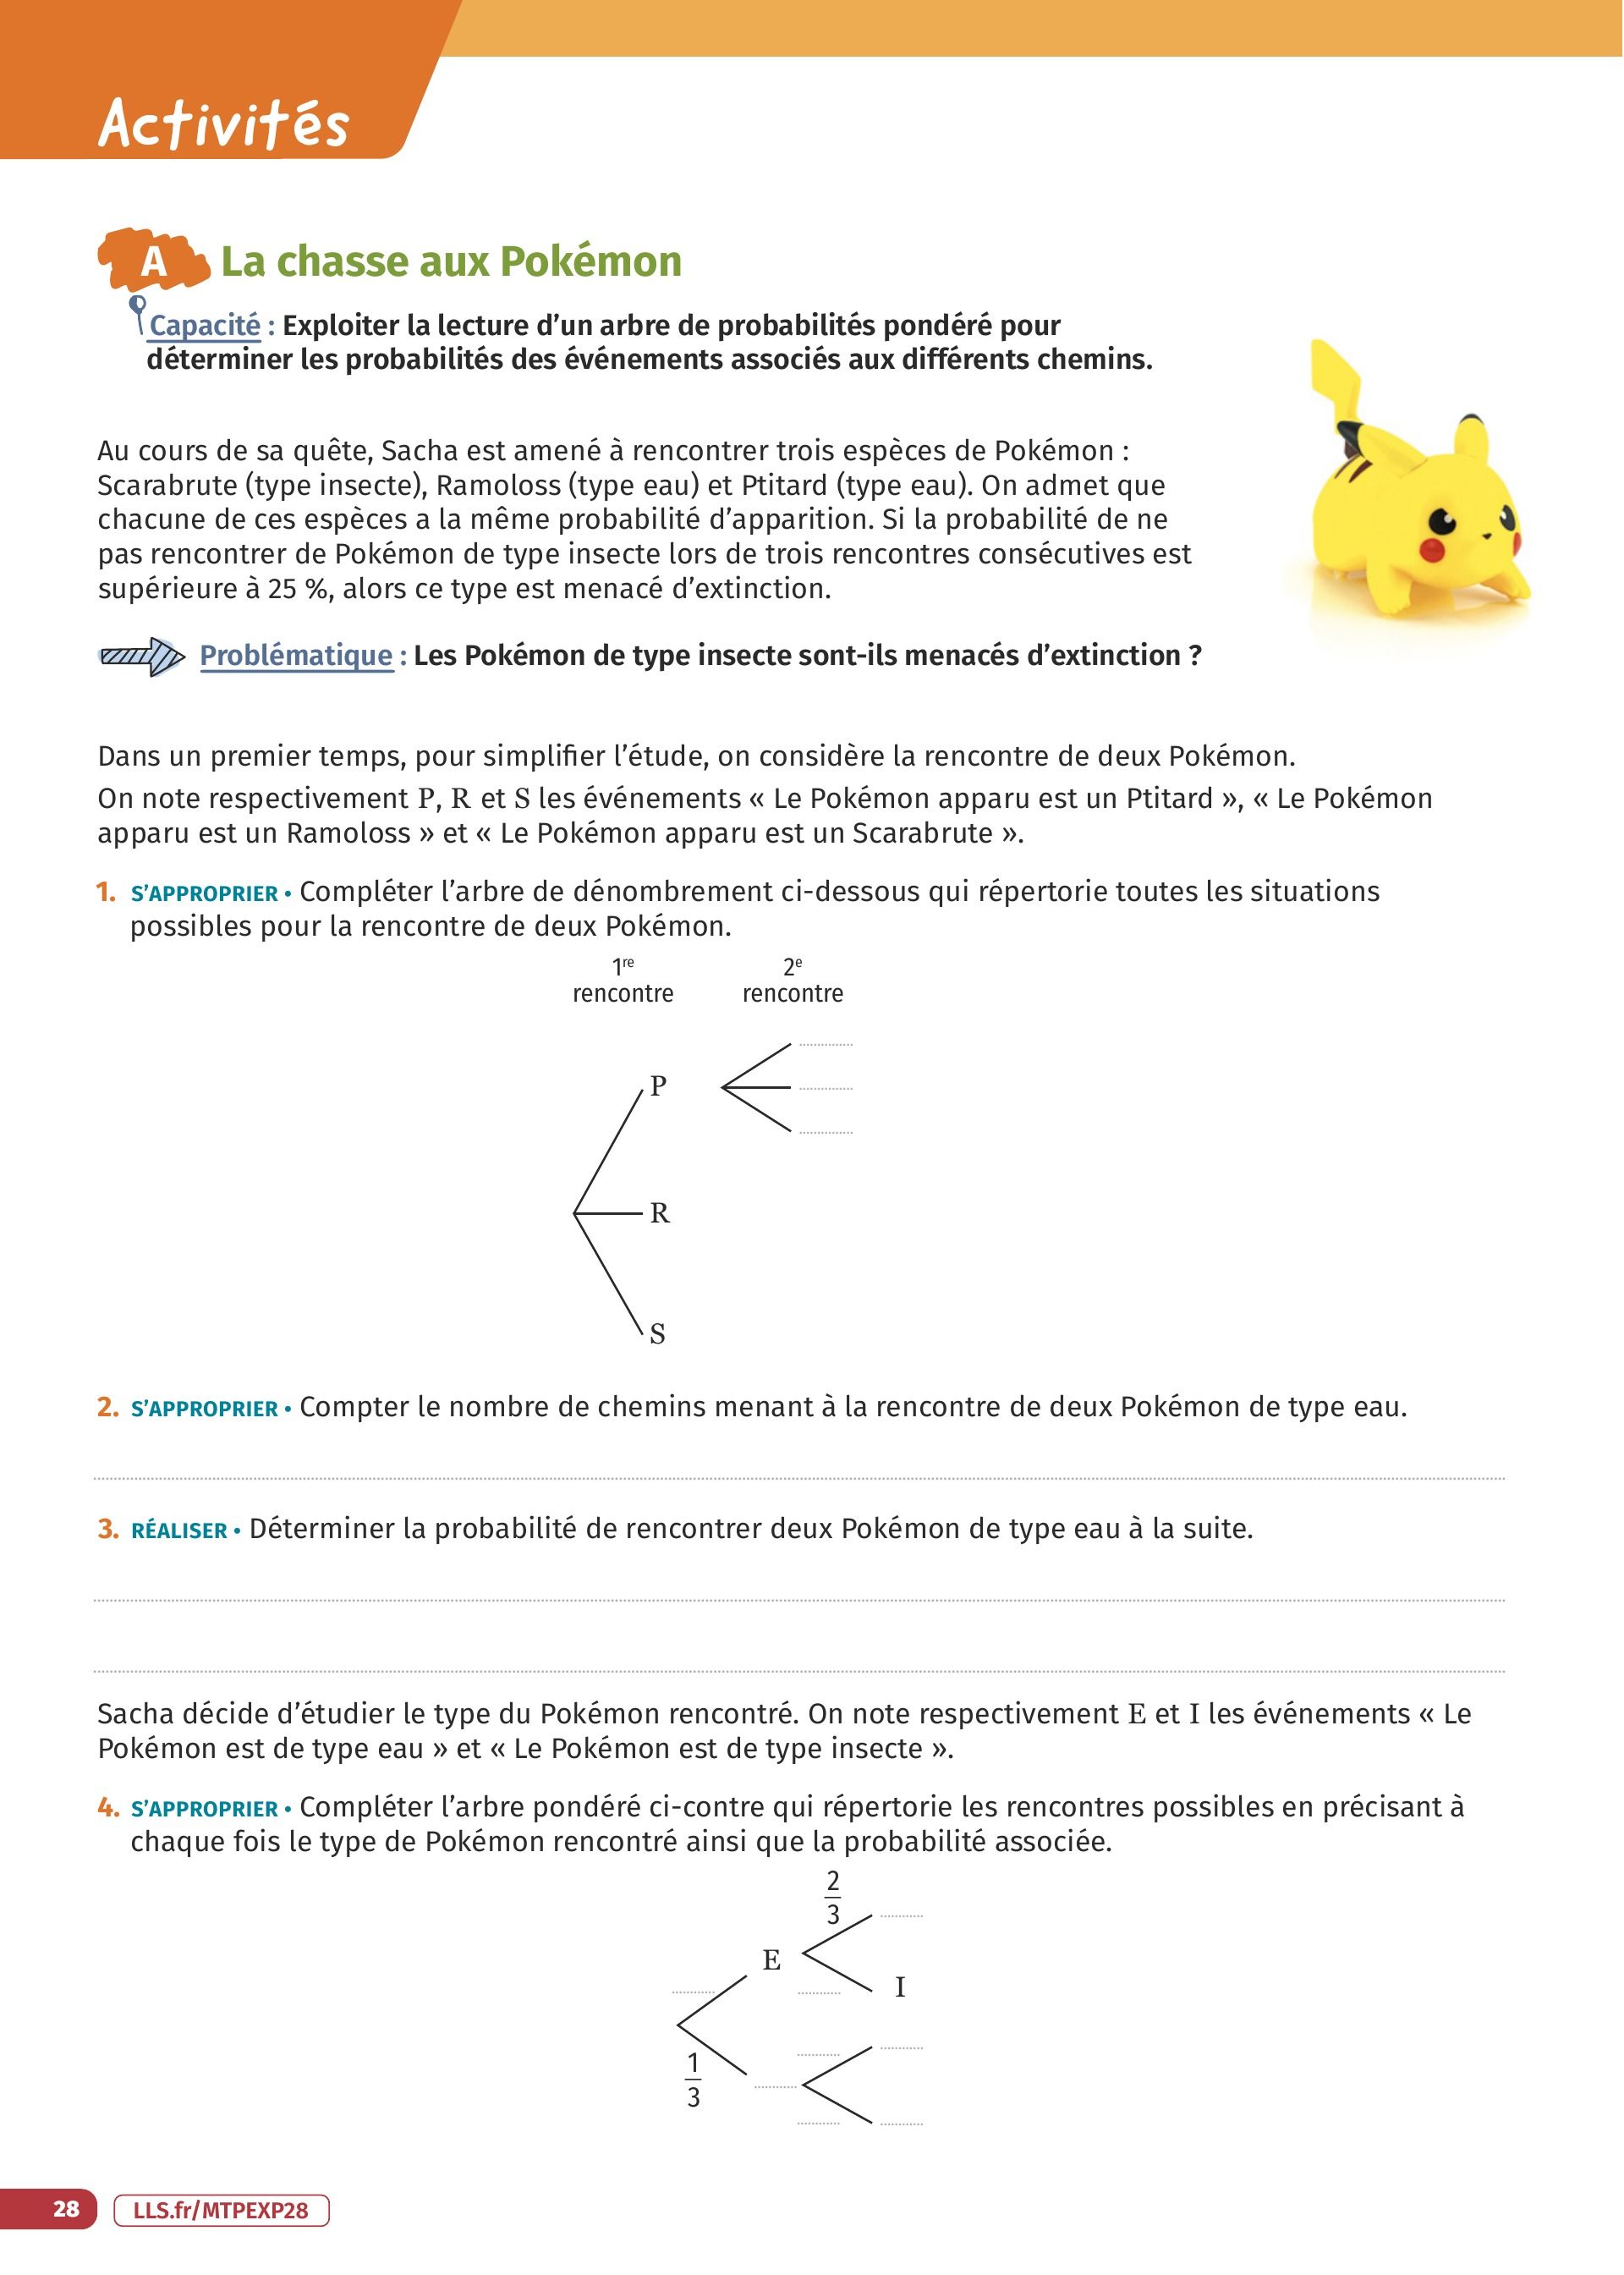 Activités
A La chasse aux Pokémon
Capacité : Exploiter la lecture d’un arbre de probabilités pondéré pour
déterminer les probabilités des événements associés aux différents chemins.
Au cours de sa quête, Sacha est amené à rencontrer trois espèces de Pokémon :
Scarabrute (type insecte), Ramoloss (type eau) et Ptitard (type eau). On admet que
chacune de ces espèces a la même probabilité d’apparition. Si la probabilité de ne
pas rencontrer de Pokémon de type insecte lors de trois rencontres consécutives est
supérieure à 25 %, alors ce type est menacé d’extinction.
Problématique : Les Pokémon de type insecte sont-ils menacés d’extinction ?
Dans un premier temps, pour simplifier l’étude, on considère la rencontre de deux Pokémon.
On note respectivement P, R et S les événements « Le Pokémon apparu est un Ptitard », « Le Pokémon
apparu est un Ramoloss » et « Le Pokémon apparu est un Scarabrute ».
1. S’APPROPRIER • Compléter l’arbre de dénombrement ci-dessous qui répertorie toutes les situations
possibles pour la rencontre de deux Pokémon.
1re 2e
rencontre rencontre
P
R
S
2. S’APPROPRIER • Compter le nombre de chemins menant à la rencontre de deux Pokémon de type eau.
3. RÉALISER • Déterminer la probabilité de rencontrer deux Pokémon de type eau à la suite.
Sacha décide d’étudier le type du Pokémon rencontré. On note respectivement E et I les événements « Le
Pokémon est de type eau » et « Le Pokémon est de type insecte ».
4. S’APPROPRIER • Compléter l’arbre pondéré ci-contre qui répertorie les rencontres possibles en précisant à
chaque fois le type de Pokémon rencontré ainsi que la probabilité associée.
2
3
E
I
1
3
28 LLS.fr/MTPEXP28